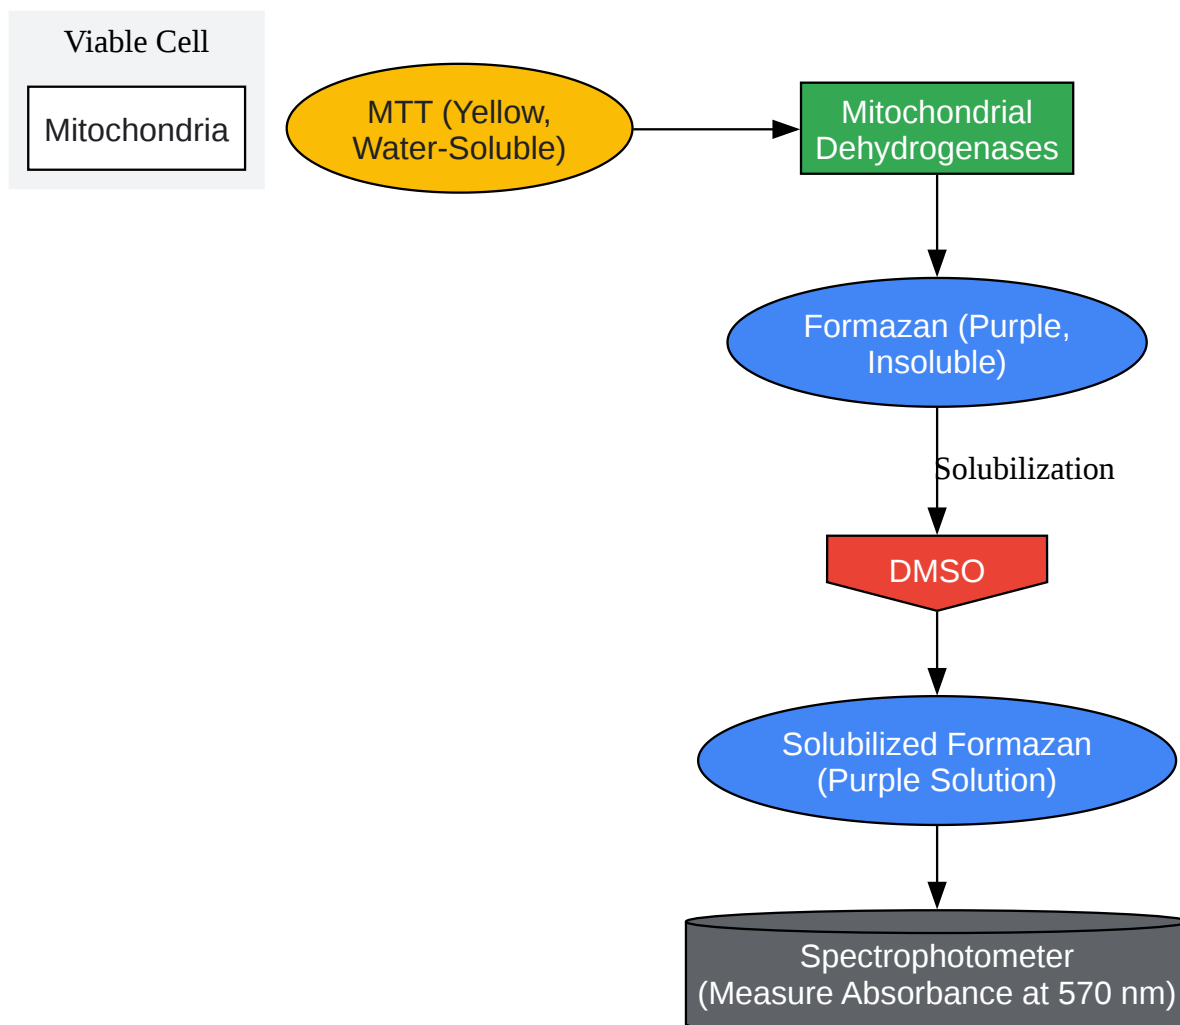 Viable Cell
Mitochondria
MTT (Yellow,
Water-Soluble)
Mitochondrial
Dehydrogenases
Formazan (Purple,
Insoluble)
Solubilization
DMSO
Solubilized Formazan
(Purple Solution)
Spectrophotometer
(Measure Absorbance at 570 nm)